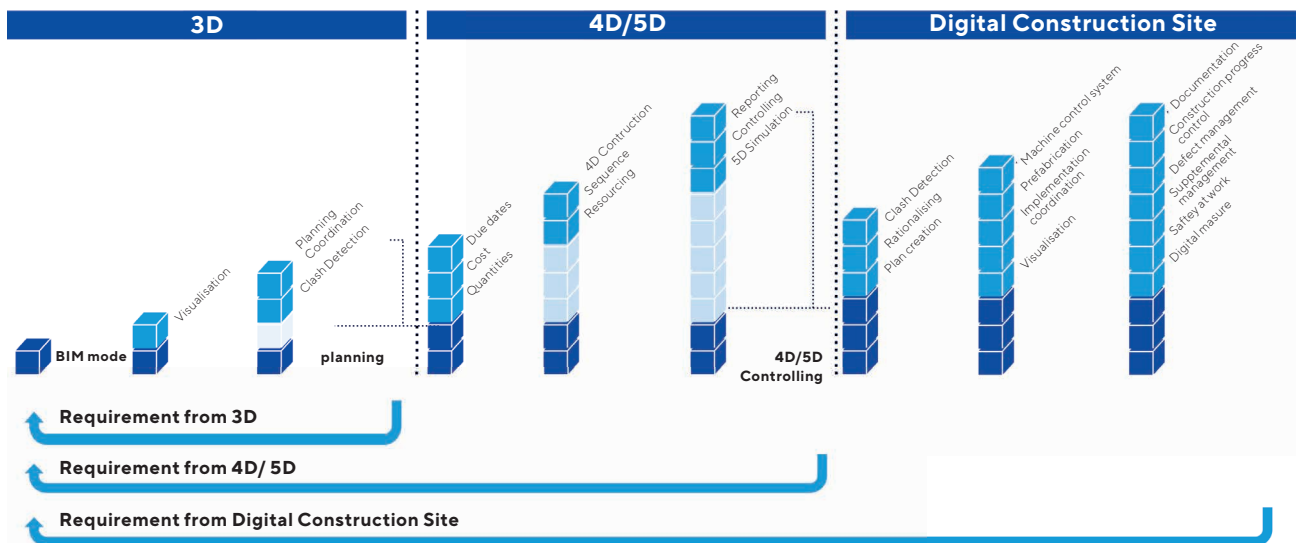 3D
4D/5D
Digital Construction Site
BIM mode
Visualisation
Planning
Coordination
Clash Detection
planning
Due dates
Cost
Quantities
4D Contruction
Sequence
Resourcing
Reporting
Controlling
5D Simulation
4D/5D
Controlling
Clash Detection
Rationalising
Plan creation
Machine control system
Prefabrication
Implementation
coordination
Visualisation
Documentation
Construction progress
control
Defect management
Supptemental
management
Saftey at work
Digital masure
Requirement from 3D
Requirement from 4D/ 5D
Requirement from Digital Construction Site